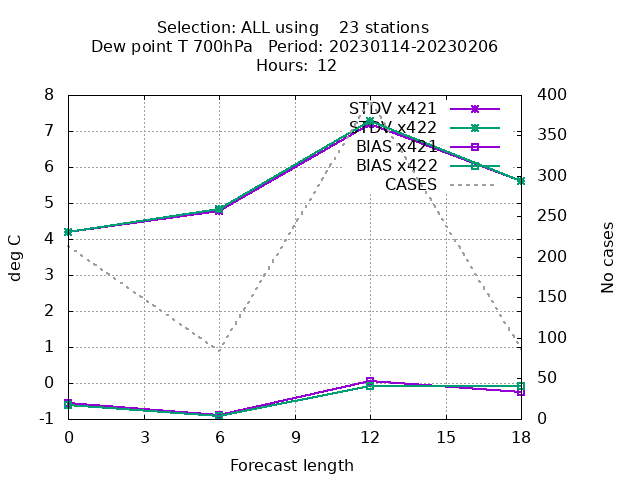 Selection: ALL using 23 stations
Dew point T 700hPa Period: 20230114-20230206
Hours: 12
8
7
6
5
4
3
2
1
0
-1
deg C
STDV x421
STDV x422
BIAS x421
BIAS x422
CASES
400
350
300
250
200
150
100
50
0
No cases
0 3 6 9 12 15 18
Forecast length